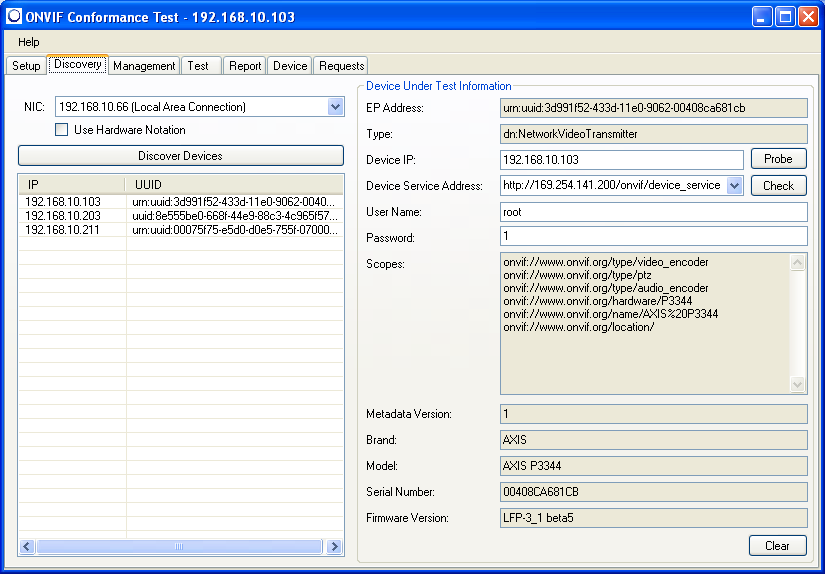 ONVIF Conformance Test - 192.168.10.103
Help
Setup Discovery Management Test Report Device Requests
NIC: 192.168.10.66 (Local Area Connection)
Use Hardware Notation
Discover Devices
IP UUID
192.168.10.103 urn:uuid:3d991f52-433d-11e0-9062-0040...
192.168.10.203 uuid:8e555be0-668f-44e9-88c3-4c965f57...
192.168.10.211 urn:uuid:00075f75-e5d0-d0e5-755f-07000...
Device Under Test Information
EP Address: urn:uuid:3d991f52-433d-11e0-9062-00408ca681cb
Type: dn:NetworkVideoTransmitter
Device IP: 192.168.10.103 Probe
Device Service Address: http://169.254.141.200/onvif/device_service Check
User Name: root
Password: 1
Scopes: onvif://www.onvif.org/type/video_encoder
onvif://www.onvif.org/type/ptz
onvif://www.onvif.org/type/audio_encoder
onvif://www.onvif.org/hardware/P3344
onvif://www.onvif.org/name/AXIS%20P3344
onvif://www.onvif.org/location/
Metadata Version: 1
Brand: AXIS
Model: AXIS P3344
Serial Number: 00408CA681CB
Firmware Version: LFP-3_1 beta5
Clear